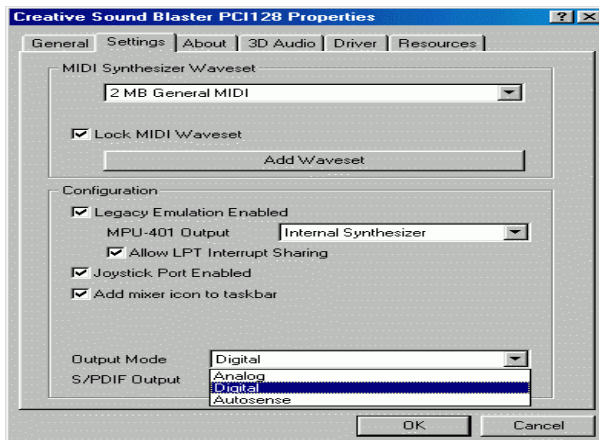 Creative Sound Blaster PCI128 Properties
General Settings About 3D Audio Driver Resources
MIDI Synthesizer Waveset
2 MB General MIDI
Lock MIDI Waveset
Add Waveset
Configuration
Legacy Emulation Enabled
MPU-401 Output Internal Synthesizer
Allow LPT Interrupt Sharing
Joystick Port Enabled
Add mixer icon to taskbar
Output Mode Digital
Analog
S/PDIF Output Digital
Autosense
OK Cancel